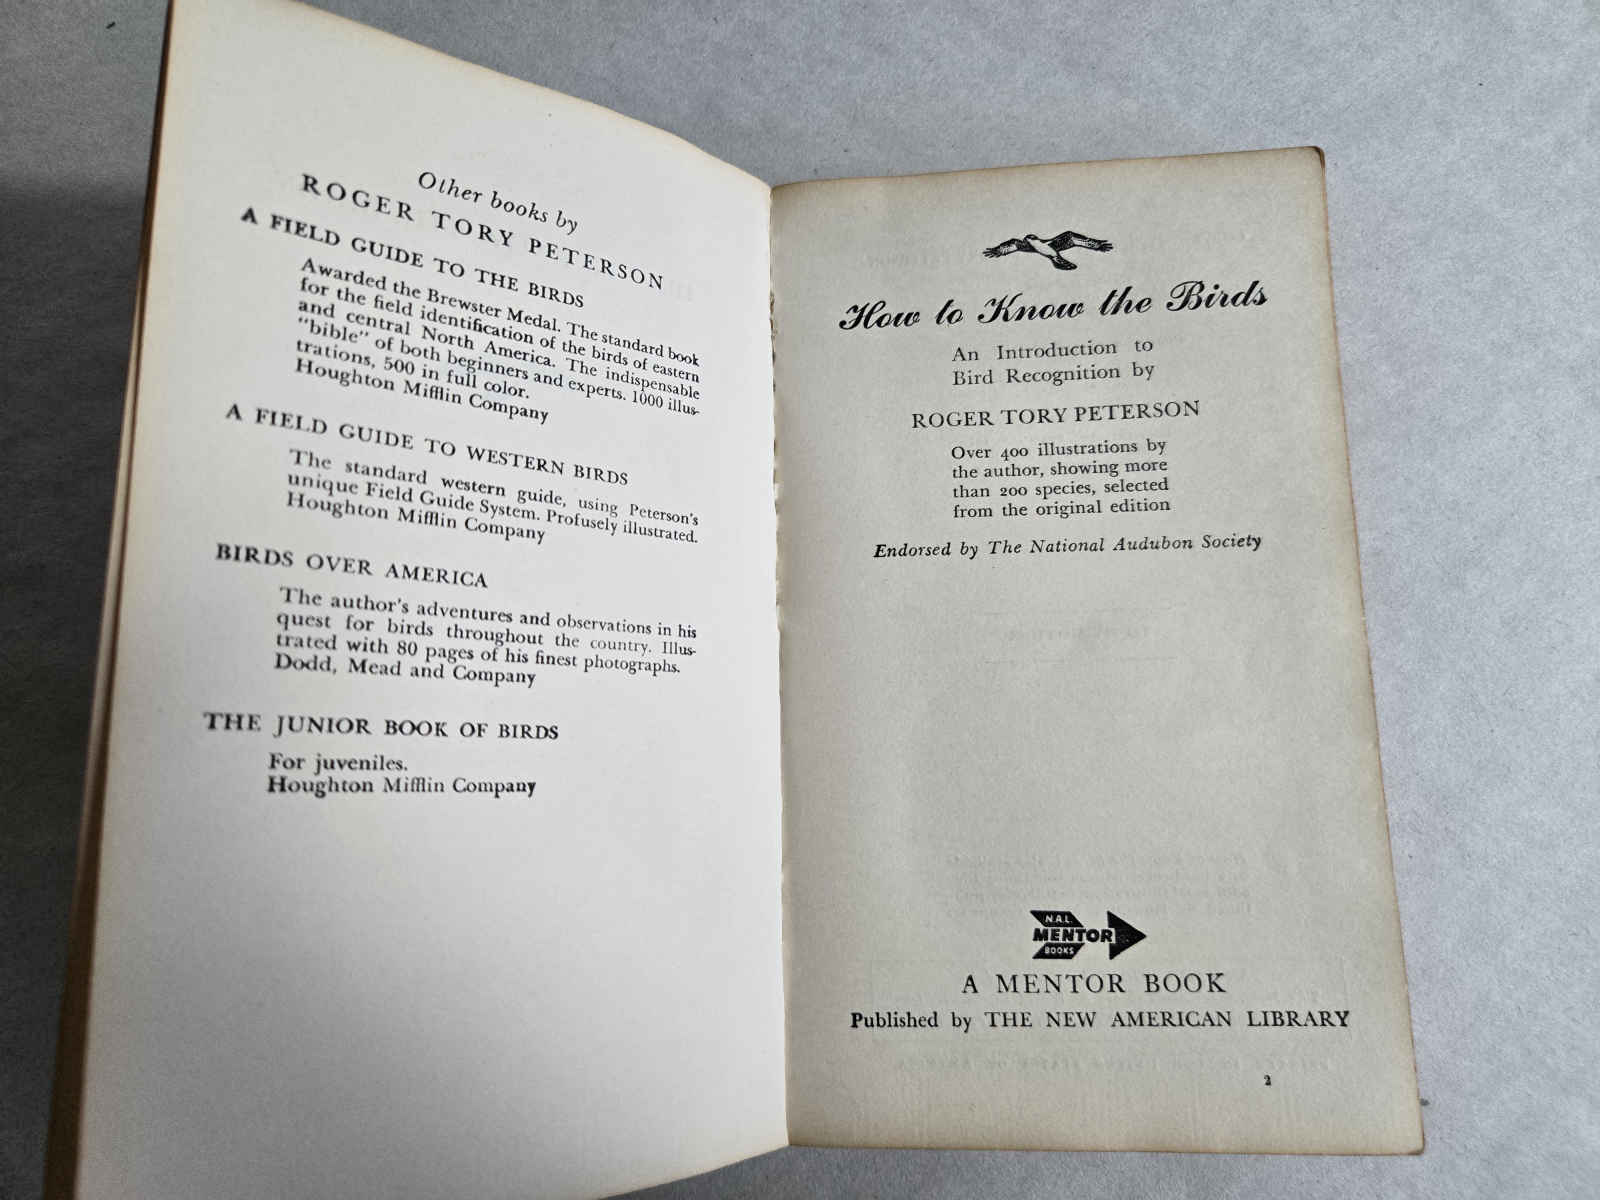 Other books by
ROGER TORY PETERSON
A FIELD GUIDE TO THE BIRDS
Awarded the Brewster Medal. The standard book
for the field identification of the birds of eastern
and central North America. The indispensable
"bible" of both beginners and experts. 1000 illus-
trations, 500 in full color.
Houghton Mifflin Company
A FIELD GUIDE TO WESTERN BIRDS
The standard western guide, using Peterson's
unique Field Guide System. Profusely illustrated.
Houghton Mifflin Company
BIRDS OVER AMERICA
The author's adventures and observations in his
quest for birds throughout the country. Illus-
trated with 80 pages of his finest photographs.
Dodd, Mead and Company
THE JUNIOR BOOK OF BIRDS
For juveniles.
Houghton Mifflin Company
How to Know the Birds
An Introduction to
Bird Recognition by
ROGER TORY PETERSON
Over 400 illustrations by
the author, showing more
than 200 species, selected
from the original edition
Endorsed by The National Audubon Society
N.A.L.
MENTOR
BOOKS
A MENTOR BOOK
Published by THE NEW AMERICAN LIBRARY
2